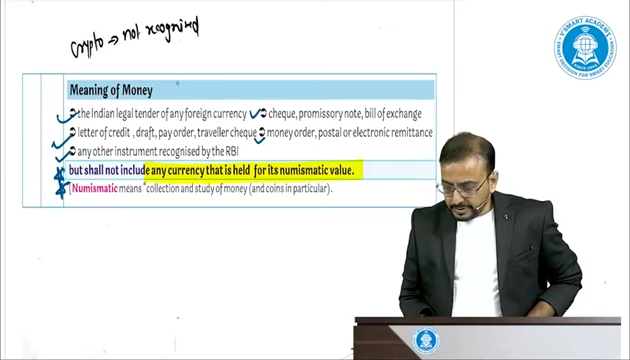 crypto => not recognized
V'SMART ACADEMY
Meaning of Money
the Indian legal tender of any foreign currency cheque, promissory note, bill of exchange
letter of credit , draft, pay order, traveller cheque money order, postal or electronic remittance
any other instrument recognised by the RBI
but shall not include any currency that is held for its numismatic value.
[Numismatic means collection and study of money (and coins in particular).